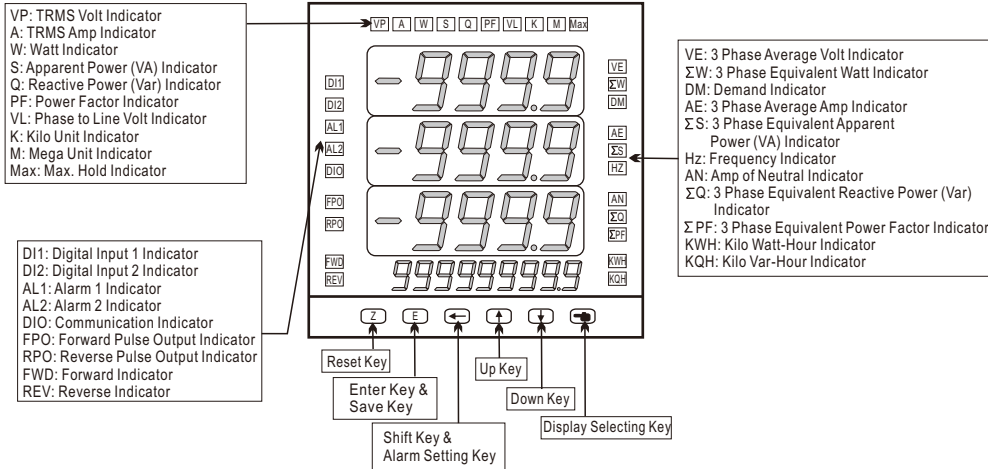 VP: TRMS Volt Indicator
A: TRMS Amp Indicator
W: Watt Indicator
S: Apparent Power (VA) Indicator
Q: Reactive Power (Var) Indicator
PF: Power Factor Indicator
VL: Phase to Line Volt Indicator
K: Kilo Unit Indicator
M: Mega Unit Indicator
Max: Max. Hold Indicator
DI1: Digital Input 1 Indicator
DI2: Digital Input 2 Indicator
AL1: Alarm 1 Indicator
AL2: Alarm 2 Indicator
DIO: Communication Indicator
FPO: Forward Pulse Output Indicator
RPO: Reverse Pulse Output Indicator
FWD: Forward Indicator
REV: Reverse Indicator
VP A W S Q PF VL K M Max
DI1
DI2
AL1
AL2
DIO
FPO
RPO
FWD
REV
- 999.9
- 999.9
- 999.9
99999999.9
VE
ΣW
DM
AE
ΣS
HZ
AN
ΣQ
ΣPF
KWH
KQH
Z E
Reset Key
Enter Key &
Save Key
Shift Key &
Alarm Setting Key
Up Key
Down Key
Display Selecting Key
VE: 3 Phase Average Volt Indicator
ΣW: 3 Phase Equivalent Watt Indicator
DM: Demand Indicator
AE: 3 Phase Average Amp Indicator
ΣS: 3 Phase Equivalent Apparent
Power (VA) Indicator
Hz: Frequency Indicator
AN: Amp of Neutral Indicator
ΣQ: 3 Phase Equivalent Reactive Power (Var)
Indicator
ΣPF: 3 Phase Equivalent Power Factor Indicator
KWH: Kilo Watt-Hour Indicator
KQH: Kilo Var-Hour Indicator